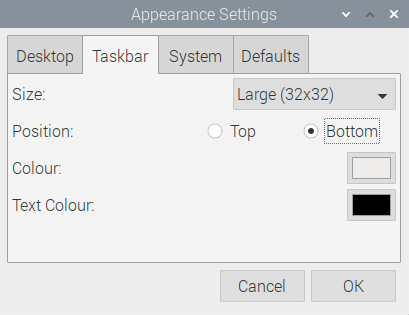 Appearance Settings
Desktop Taskbar System Defaults
Size: Large (32x32)
Position: Top Bottom
Colour:
Text Colour:
Cancel OK